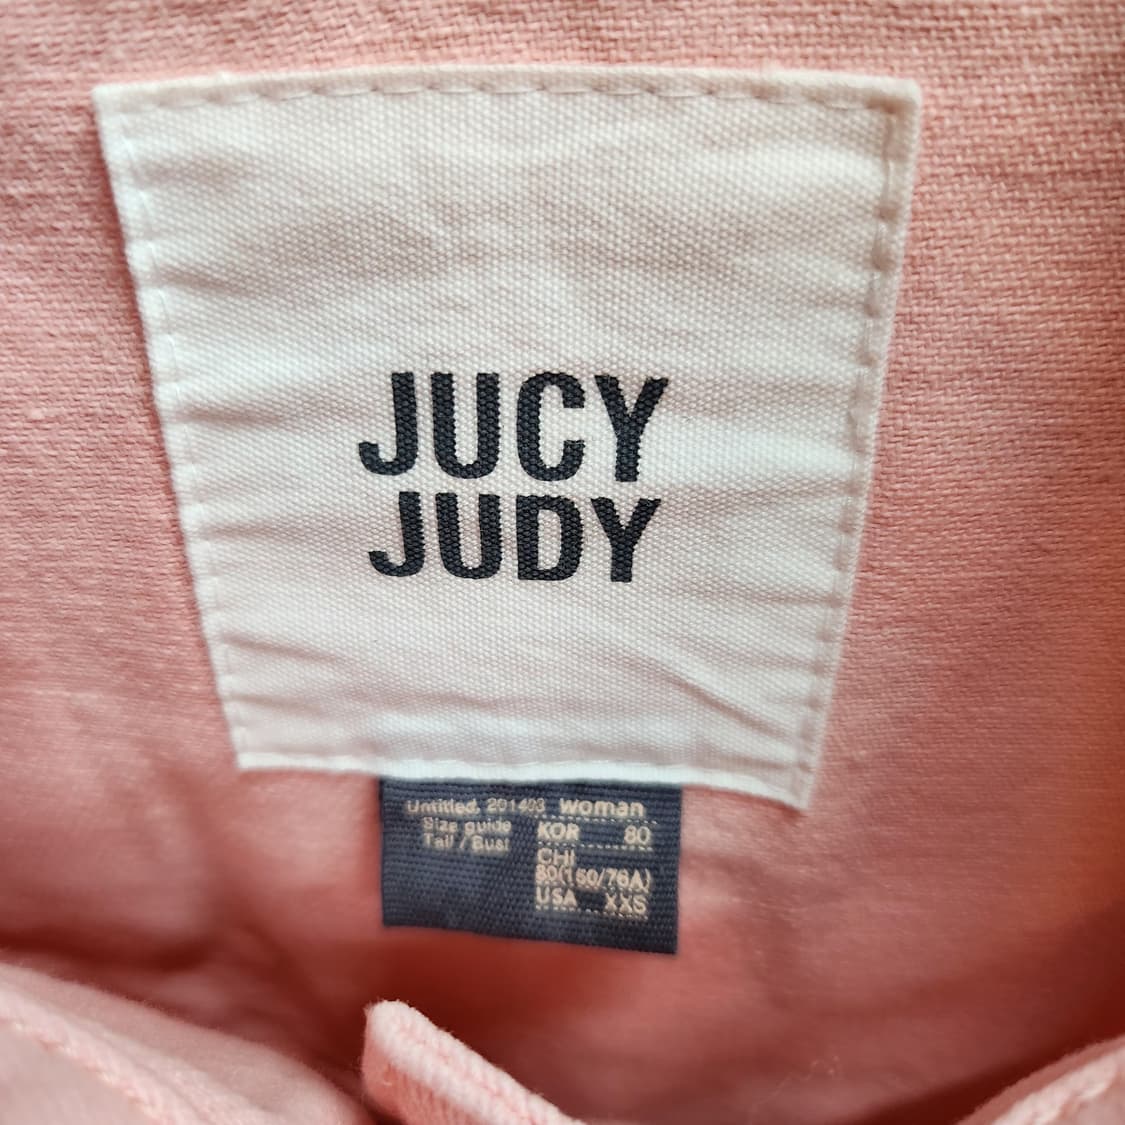 JUCY
JUDY
Untitled. 201403 woman
Size guide
Tall / Bust
KOR 80
CHI
80(150/76A)
USA XXS